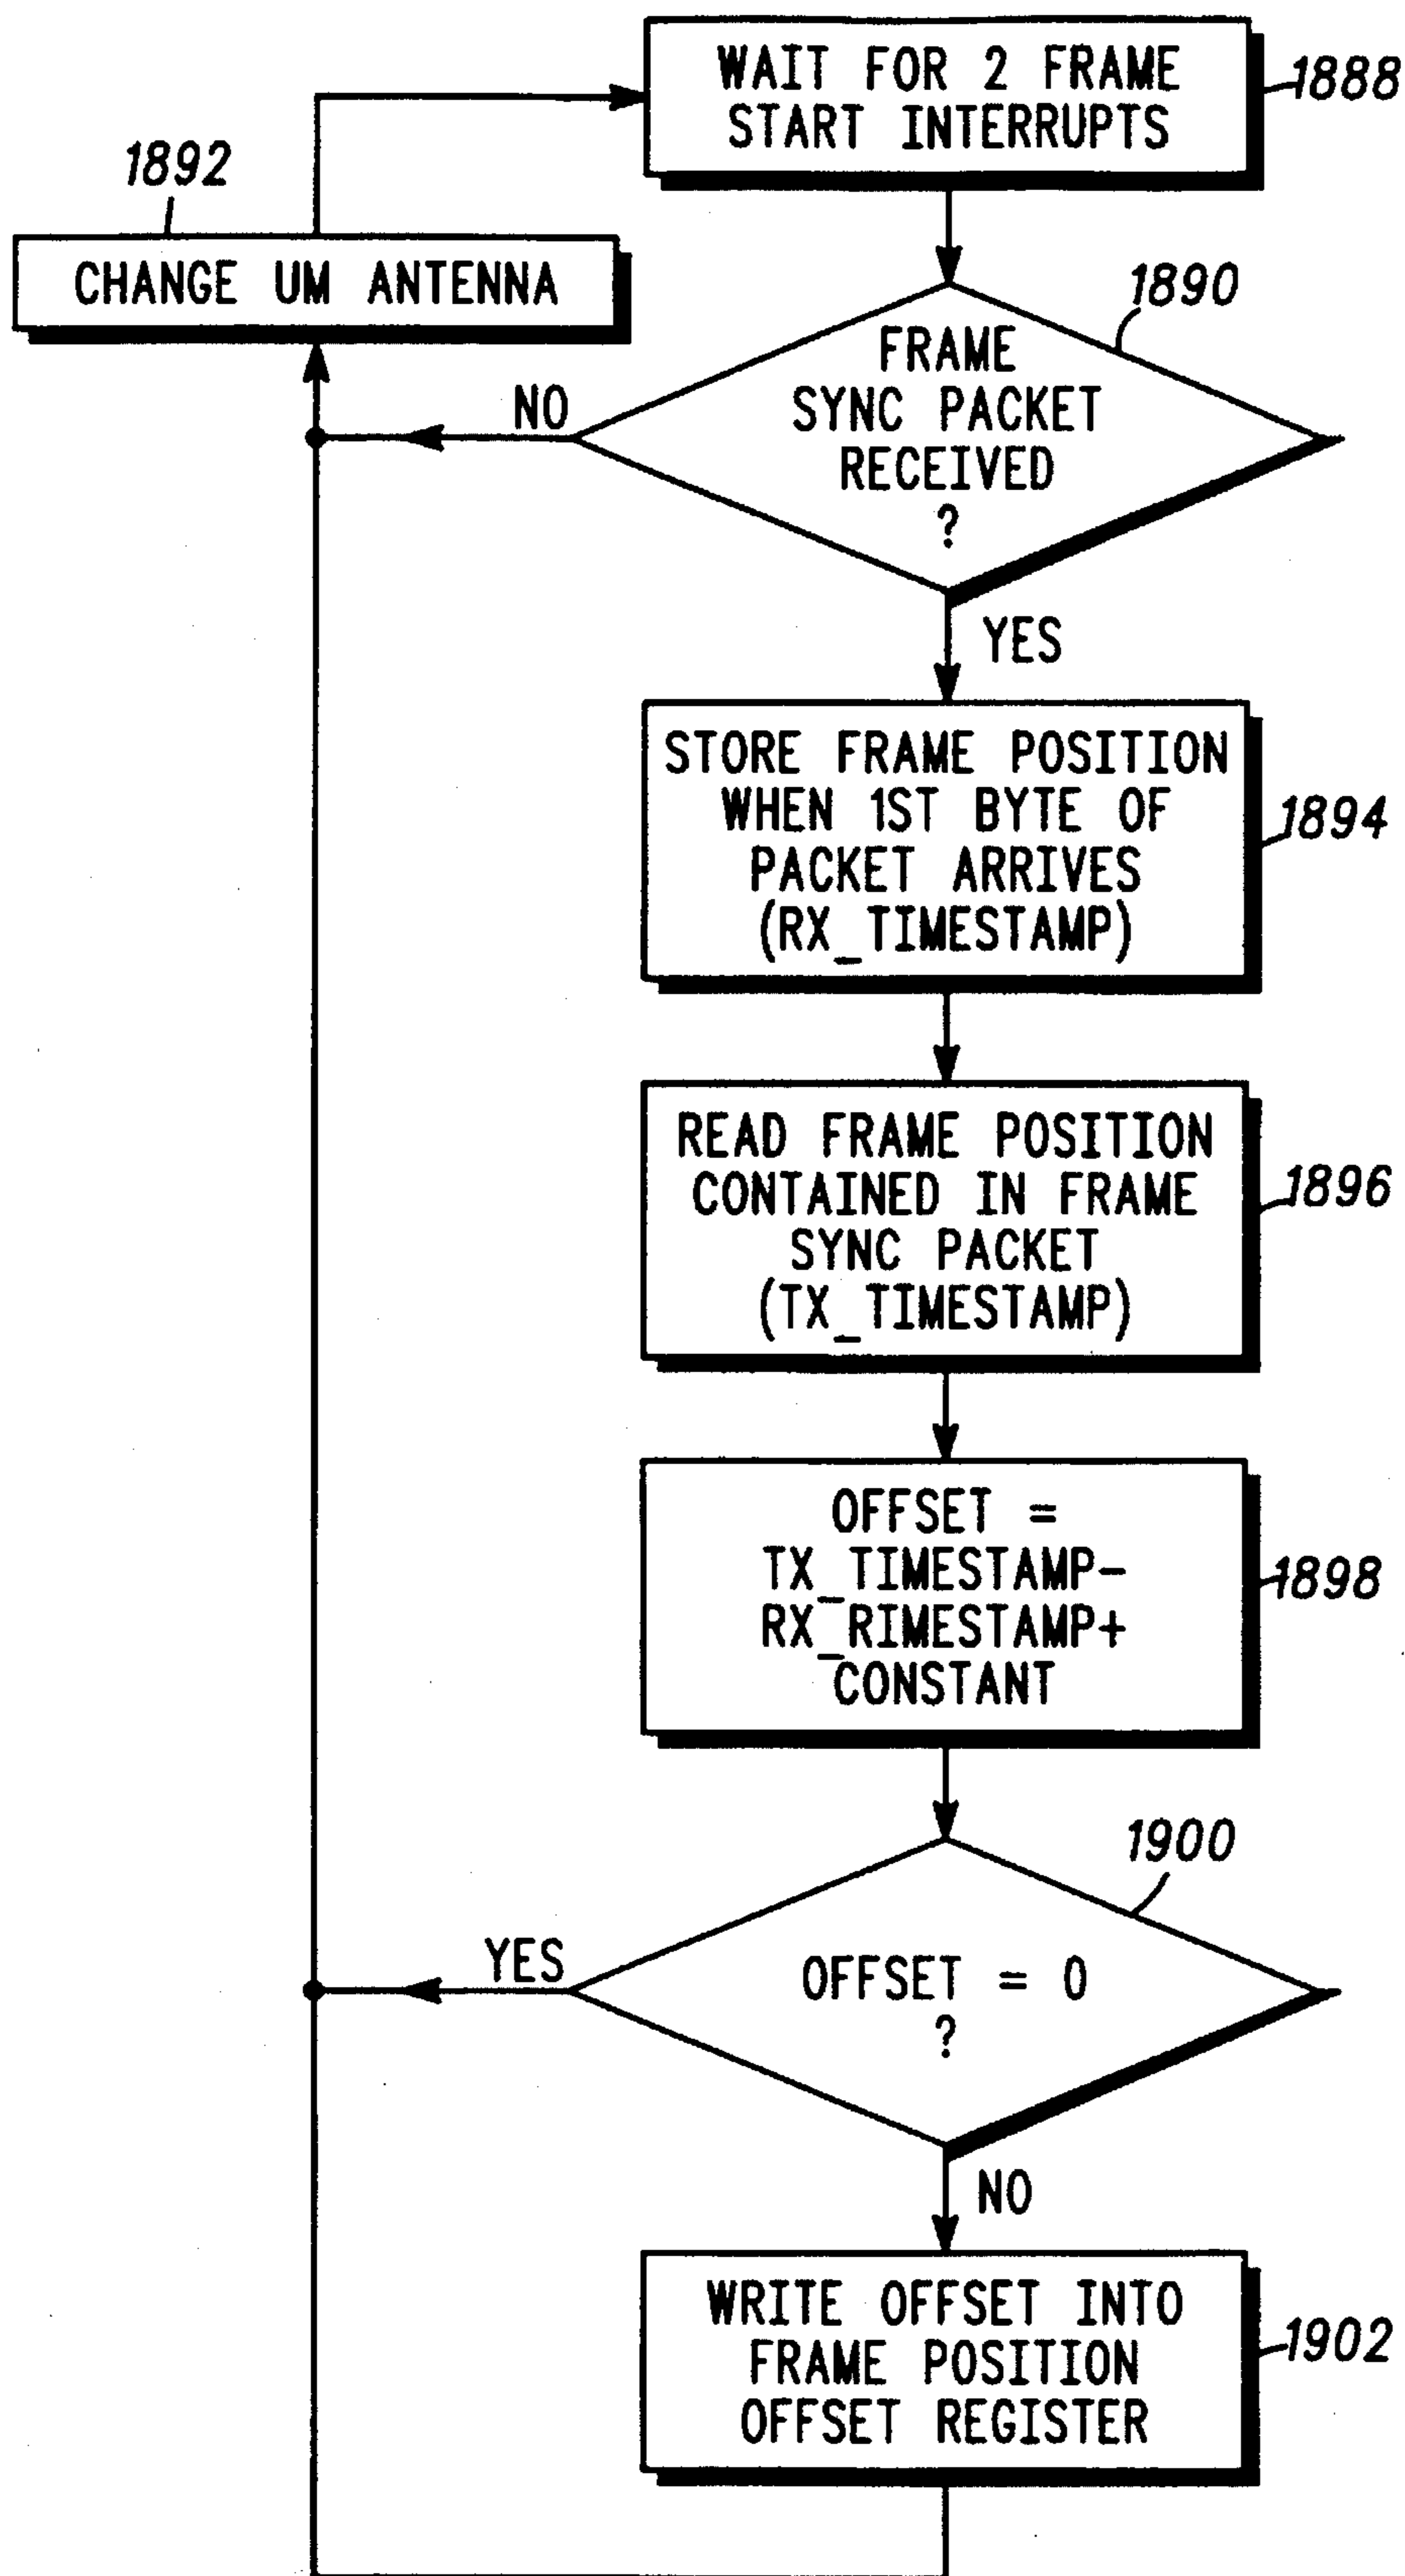 WAIT FOR 2 FRAME
START INTERRUPTS
1888
1892
CHANGE UM ANTENNA
1890
FRAME
SYNC PACKET
RECEIVED
?
NO
YES
STORE FRAME POSITION
WHEN 1ST BYTE OF
PACKET ARRIVES
(RX_TIMESTAMP)
1894
READ FRAME POSITION
CONTAINED IN FRAME
SYNC PACKET
(TX_TIMESTAMP)
1896
OFFSET =
TX_TIMESTAMP-
RX_RIMESTAMP+
CONSTANT
1898
1900
OFFSET = 0
?
YES
NO
WRITE OFFSET INTO
FRAME POSITION
OFFSET REGISTER
1902